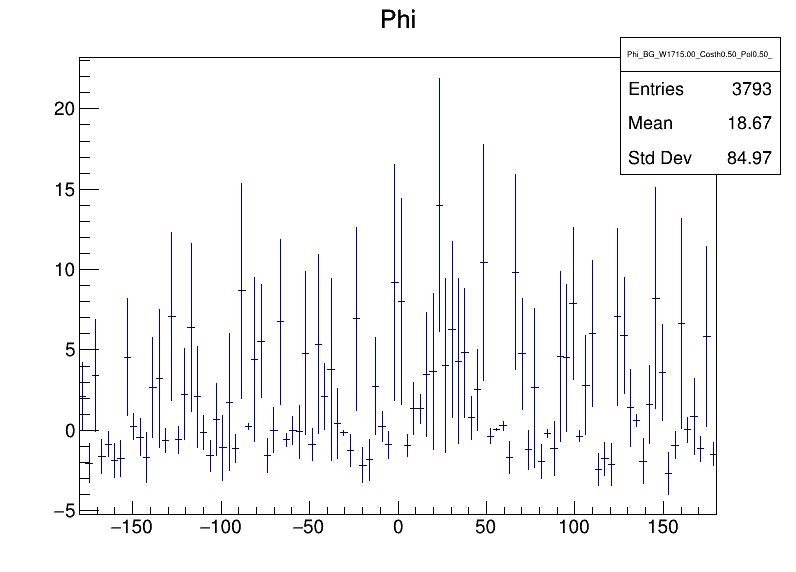 Phi
Phi_BG_W1715.00_Costh0.50_Pol0.50_
Entries 3793
Mean 18.67
Std Dev 84.97
20
15
10
5
0
−5
−150 −100 −50 0 50 100 150